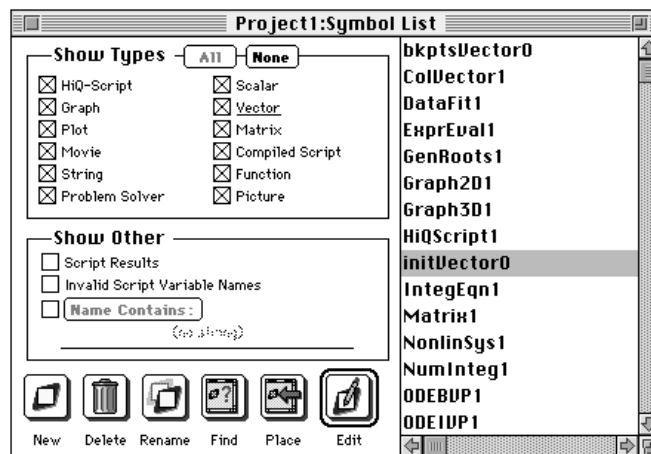 Project1:Symbol List
Show Types All None
HiQ-Script Scalar
Graph Vector
Plot Matrix
Movie Compiled Script
String Function
Problem Solver Picture
Show Other
Script Results
Invalid Script Variable Names
Name Contains:
(no string)
New Delete Rename Find Place Edit
bkptsVector0
ColVector1
DataFit1
ExprEval1
GenRoots1
Graph2D1
Graph3D1
HiQScript1
initVector0
IntegEqn1
Matrix1
NonlinSys1
NumInteg1
ODEBVP1
ODEIVP1